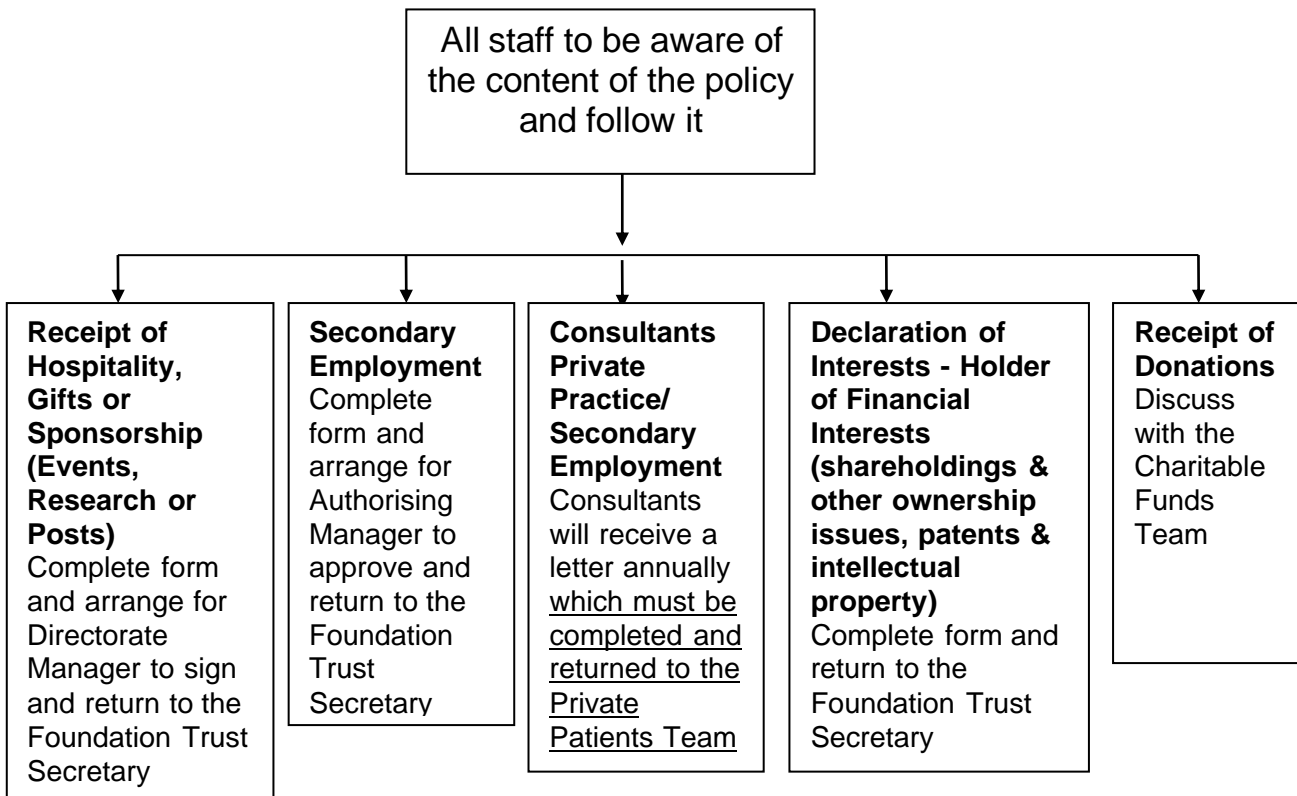 All staff to be aware of
the content of the policy
and follow it
Receipt of
Hospitality,
Gifts or
Sponsorship
(Events,
Research or
Posts)
Complete form
and arrange for
Directorate
Manager to sign
and return to the
Foundation Trust
Secretary
Secondary
Employment
Complete
form and
arrange for
Authorising
Manager to
approve and
return to the
Foundation
Trust
Secretary
Consultants
Private
Practice/
Secondary
Employment
Consultants
will receive a
letter annually
which must be
completed and
returned to the
Private
Patients Team
Declaration of
Interests - Holder
of Financial
Interests
(shareholdings &
other ownership
issues, patents &
intellectual
property)
Complete form and
return to the
Foundation Trust
Secretary
Receipt of
Donations
Discuss
with the
Charitable
Funds
Team